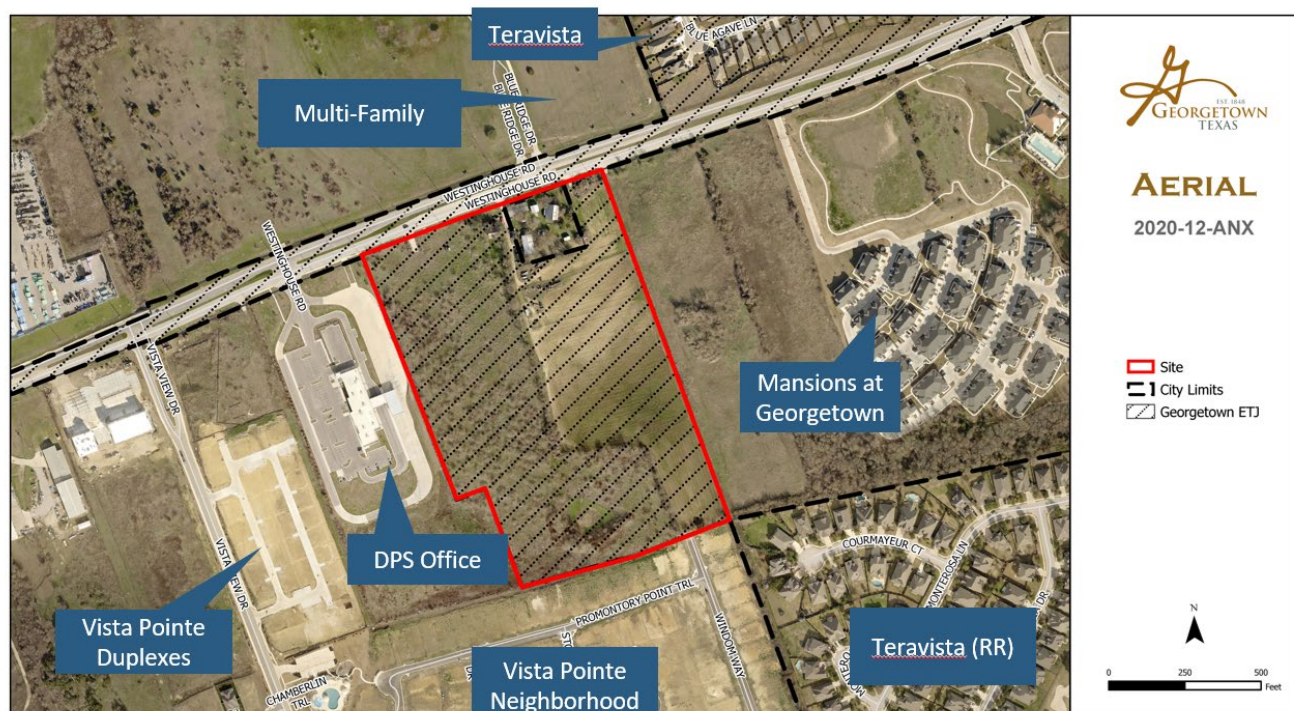 Teravista
BLUE AGAVE LN
Multi-Family
BLUE RIDGE DR
BLUE RIDGE DR
WESTINGHOUSE RD
WESTINGHOUSE RD
WESTINGHOUSE RD
VISTA VIEW DR
Mansions at
Georgetown
DPS Office
VISTA VIEW DR
Vista Pointe
Duplexes
COURMAYEUR CT
MONTEROSA LN
PROMONTORY POINT TRL
WINDOM WAY
Teravista (RR)
CHAMBERLIN
TRL
Vista Pointe
Neighborhood
EST. 1848
GEORGETOWN
TEXAS
AERIAL
2020-12-ANX
Site
City Limits
Georgetown ETJ
N
0 250 500
Feet